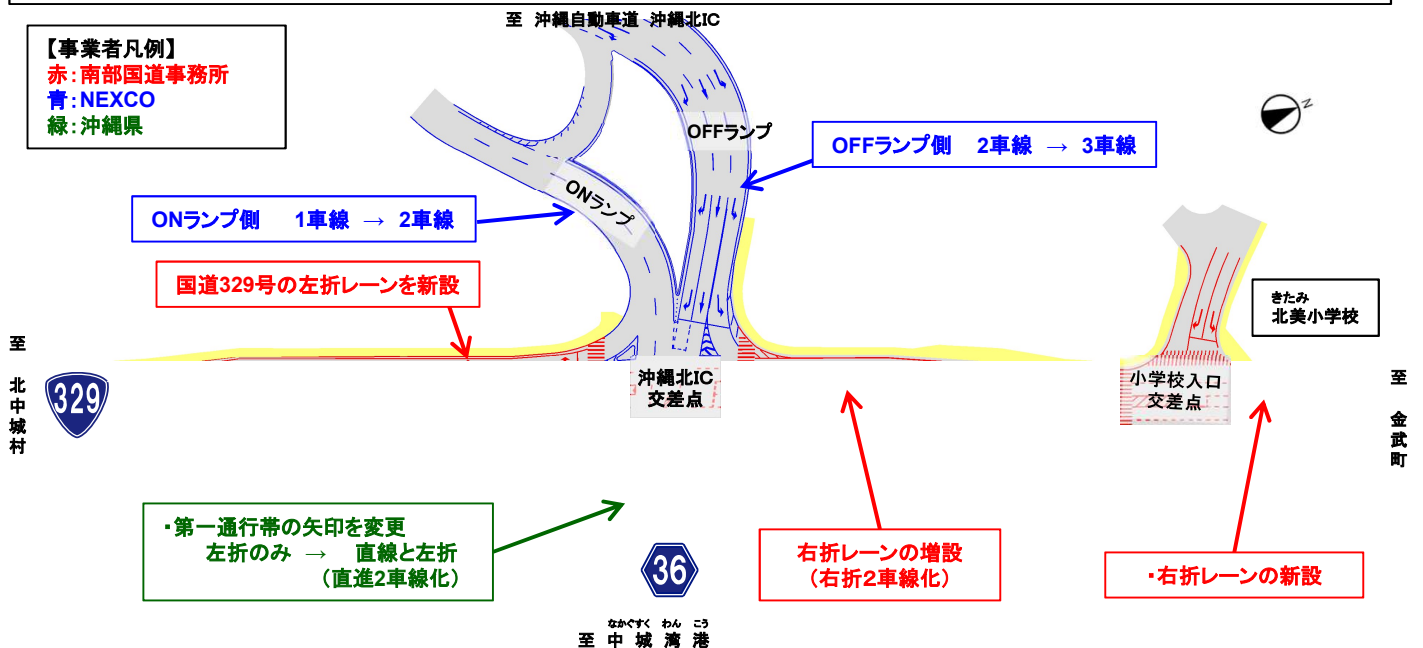 至 沖縄自動車道 沖縄北IC
【事業者凡例】
赤：南部国道事務所
青：NEXCO
緑：沖縄県
N
OFFランプ
OFFランプ側 2車線 → 3車線
ONランプ
ONランプ側 1車線 → 2車線
国道329号の左折レーンを新設
きたみ
北美小学校
至 北中城村
329
沖縄北IC
交差点
小学校入口
交差点
至 金武町
・第一通行帯の矢印を変更
左折のみ → 直線と左折
（直進2車線化）
36
右折レーンの増設
（右折2車線化）
・右折レーンの新設
なかぐすく わん こう
至 中城湾港